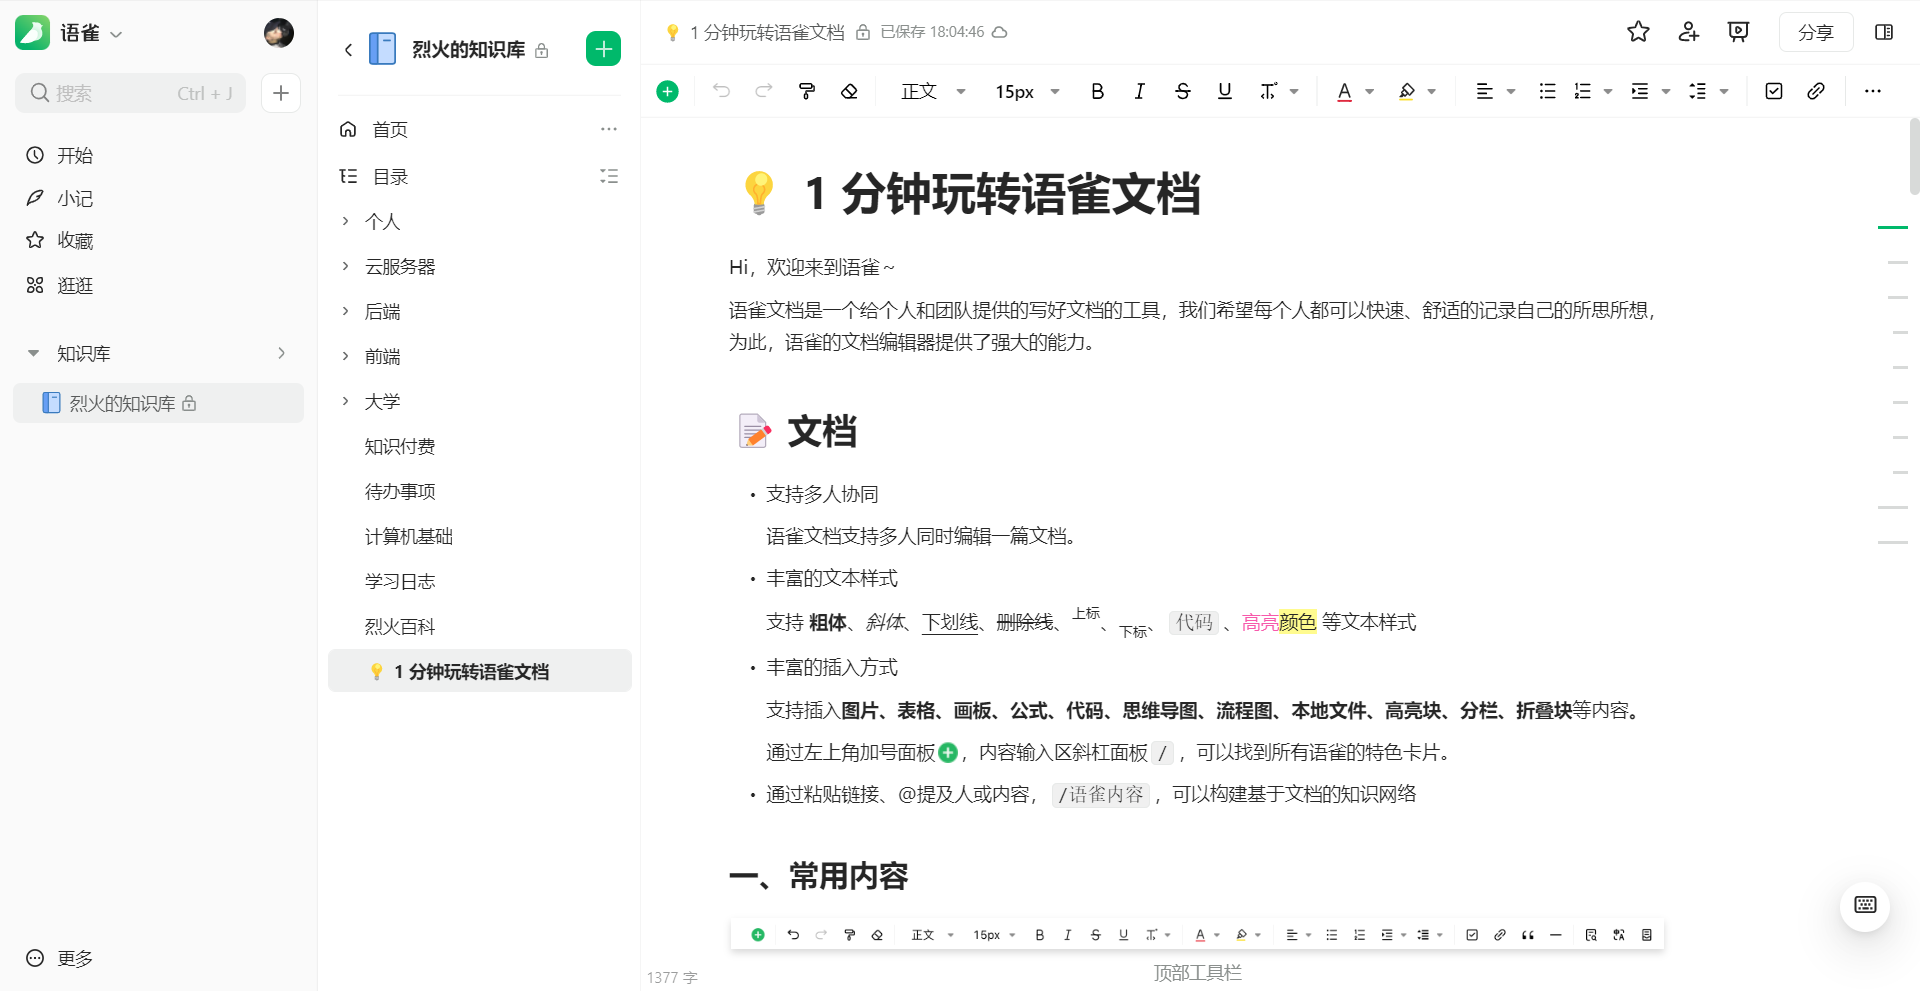 语雀
搜索 Ctrl + J
开始
小记
收藏
逛逛
知识库
烈火的知识库
更多
烈火的知识库
首页
目录
个人
云服务器
后端
前端
大学
知识付费
待办事项
计算机基础
学习日志
烈火百科
1 分钟玩转语雀文档
1 分钟玩转语雀文档 已保存 18:04:46
分享
正文 15px B I S U A
1 分钟玩转语雀文档
Hi，欢迎来到语雀~
语雀文档是一个给个人和团队提供的写好文档的工具，我们希望每个人都可以快速、舒适的记录自己的所思所想，
为此，语雀的文档编辑器提供了强大的能力。
文档
• 支持多人协同
语雀文档支持多人同时编辑一篇文档。
• 丰富的文本样式
支持 粗体、斜体、下划线、删除线、上标、下标、 代码 、高亮颜色 等文本样式
• 丰富的插入方式
支持插入图片、表格、画板、公式、代码、思维导图、流程图、本地文件、高亮块、分栏、折叠块等内容。
通过左上角加号面板，内容输入区斜杠面板 / ，可以找到所有语雀的特色卡片。
• 通过粘贴链接、@提及人或内容， /语雀内容 ，可以构建基于文档的知识网络
一、常用内容
正文 15px B I S U A
顶部工具栏
1377 字